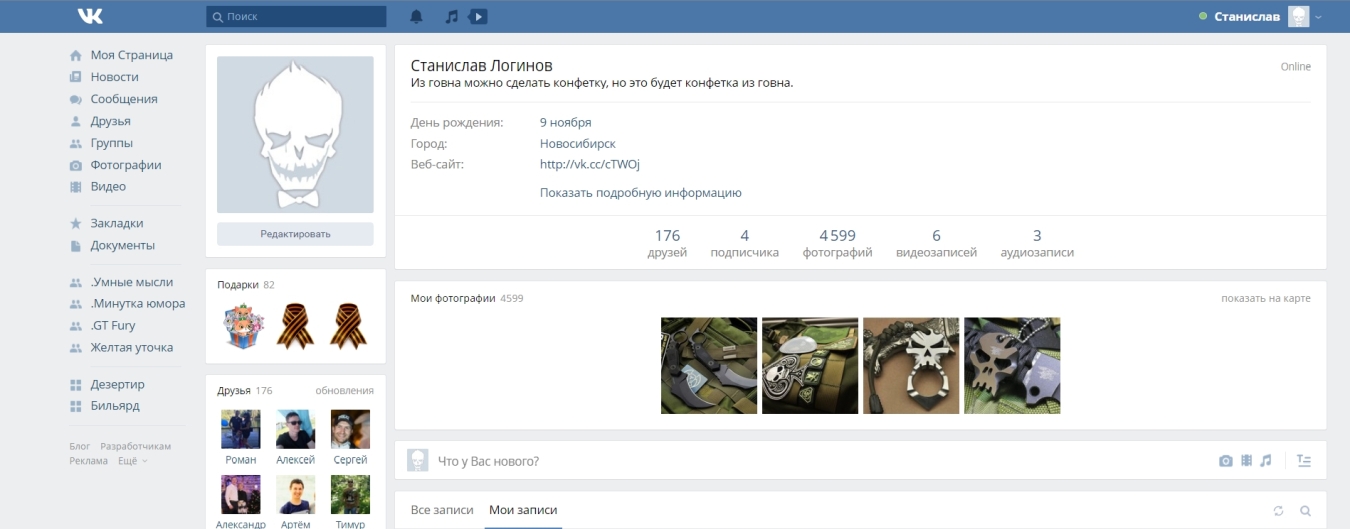 VK
Поиск
Станислав
Моя Страница
Новости
Сообщения
Друзья
Группы
Фотографии
Видео
Закладки
Документы
.Умные мысли
.Минутка юмора
.GT Fury
Желтая уточка
Дезертир
Бильярд
Блог Разработчикам
Реклама Ещё
Редактировать
Подарки 82
Друзья 176 обновления
Роман Алексей Сергей
Александр Артём Тимур
Станислав Логинов Online
Из говна можно сделать конфетку, но это будет конфетка из говна.
День рождения: 9 ноября
Город: Новосибирск
Веб-сайт: http://vk.cc/cTWOj
Показать подробную информацию
176 4 4 599 6 3
друзей подписчика фотографий видеозаписей аудиозаписи
Мои фотографии 4599 показать на карте
Что у Вас нового?
Все записи Мои записи